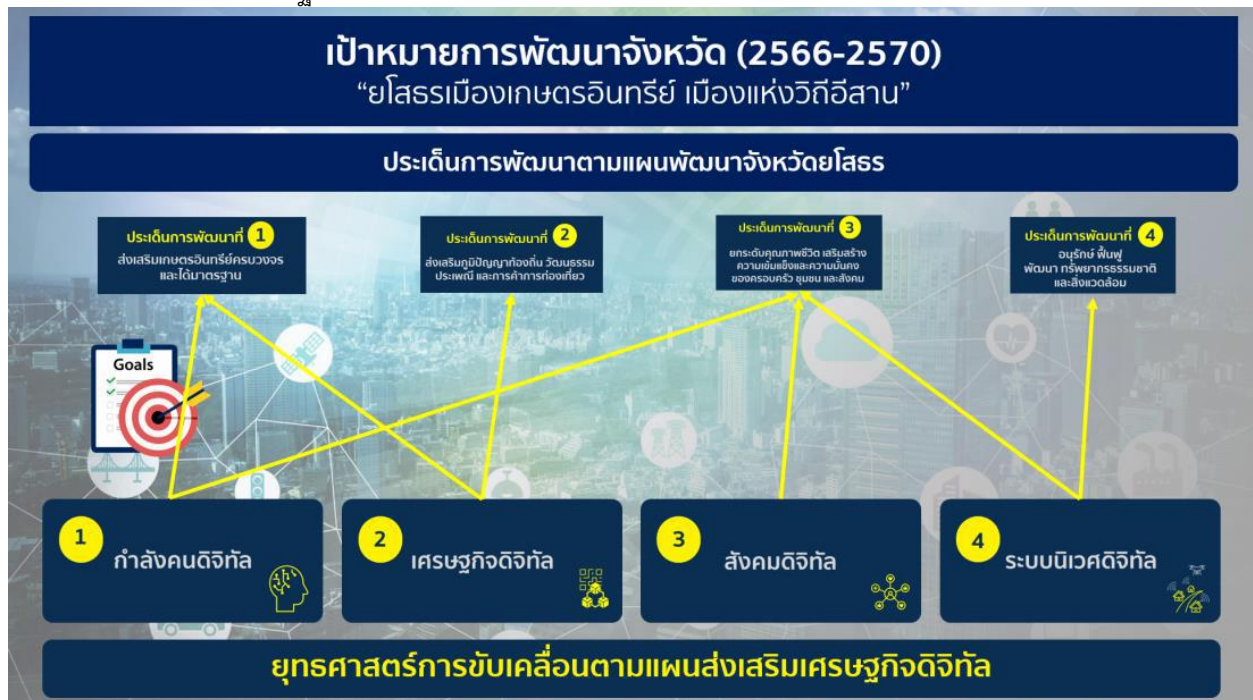 เป้าหมายการพัฒนาจังหวัด (2566-2570)
“ยโสธรเมืองเกษตรอินทรีย์ เมืองแห่งวิถีอีสาน”
ประเด็นการพัฒนาตามแผนพัฒนาจังหวัดยโสธร
ประเด็นการพัฒนาที่ 1
ส่งเสริมเกษตรอินทรีย์ครบวงจร
และได้มาตรฐาน
ประเด็นการพัฒนาที่ 2
ส่งเสริมภูมิปัญญาท้องถิ่น วัฒนธรรม
ประเพณี และการค้าการท่องเที่ยว
ประเด็นการพัฒนาที่ 3
ยกระดับคุณภาพชีวิต เสริมสร้าง
ความเข้มแข็งและความมั่นคง
ของครอบครัว ชุมชน และสังคม
ประเด็นการพัฒนาที่ 4
อนุรักษ์ ฟื้นฟู
พัฒนา ทรัพยากรธรรมชาติ
และสิ่งแวดล้อม
Goals
1
กำลังคนดิจิทัล
2
เศรษฐกิจดิจิทัล
3
สังคมดิจิทัล
4
ระบบนิเวศดิจิทัล
ยุทธศาสตร์การขับเคลื่อนตามแผนส่งเสริมเศรษฐกิจดิจิทัล